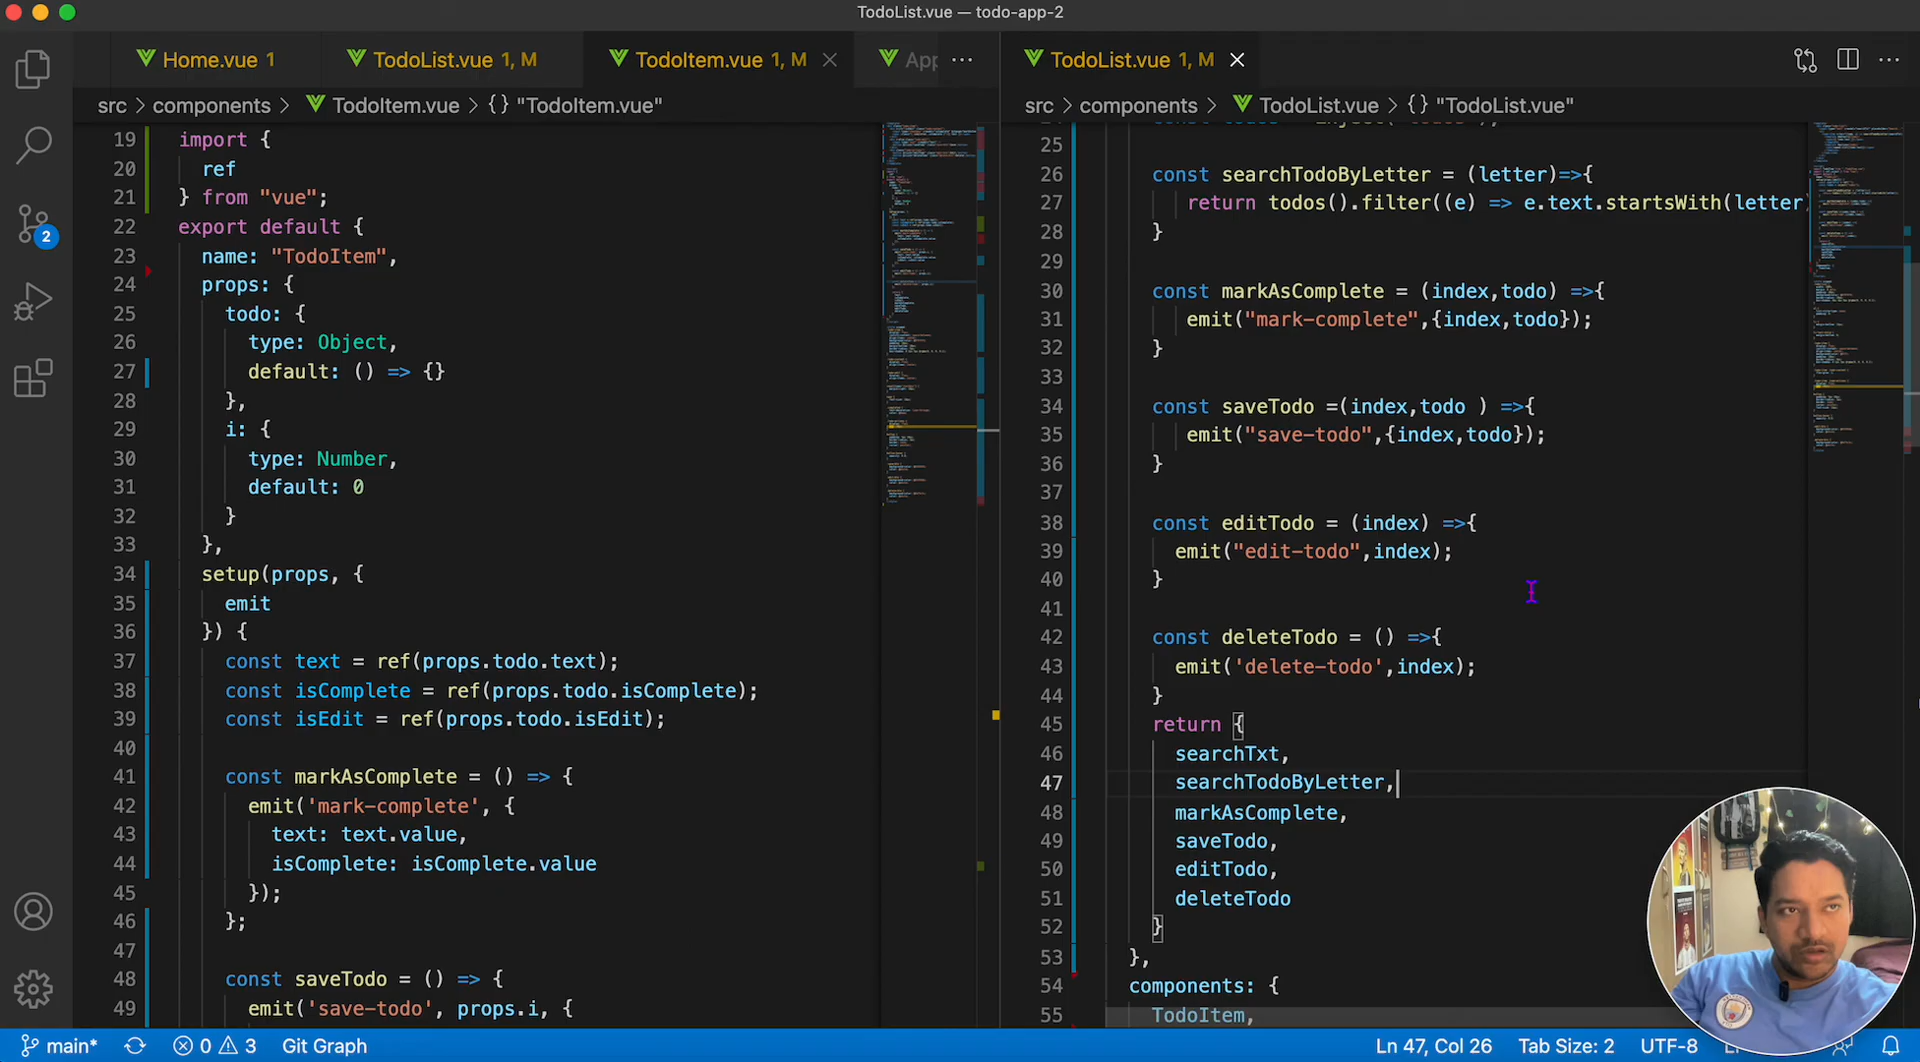 TodoList.vue — todo-app-2
Home.vue 1
TodoList.vue 1, M
TodoItem.vue 1, M
App
src > components > TodoItem.vue > {} "TodoItem.vue"
19 import {
20 ref
21 } from "vue";
22 export default {
23 name: "TodoItem",
24 props: {
25 todo: {
26 type: Object,
27 default: () => {}
28 },
29 i: {
30 type: Number,
31 default: 0
32 }
33 },
34 setup(props, {
35 emit
36 }) {
37 const text = ref(props.todo.text);
38 const isComplete = ref(props.todo.isComplete);
39 const isEdit = ref(props.todo.isEdit);
40
41 const markAsComplete = () => {
42 emit('mark-complete', {
43 text: text.value,
44 isComplete: isComplete.value
45 });
46 };
47
48 const saveTodo = () => {
49 emit('save-todo', props.i, {
TodoList.vue 1, M
src > components > TodoList.vue > {} "TodoList.vue"
25
26 const searchTodoByLetter = (letter)=>{
27 return todos().filter((e) => e.text.startsWith(letter
28 }
29
30 const markAsComplete = (index,todo) =>{
31 emit("mark-complete",{index,todo});
32 }
33
34 const saveTodo =(index,todo ) =>{
35 emit("save-todo",{index,todo});
36 }
37
38 const editTodo = (index) =>{
39 emit("edit-todo",index);
40 }
41
42 const deleteTodo = () =>{
43 emit('delete-todo',index);
44 }
45 return {
46 searchTxt,
47 searchTodoByLetter,
48 markAsComplete,
49 saveTodo,
50 editTodo,
51 deleteTodo
52 }
53 },
54 components: {
55 TodoItem,
2
main*
0
3
Git Graph
Ln 47, Col 26
Tab Size: 2
UTF-8